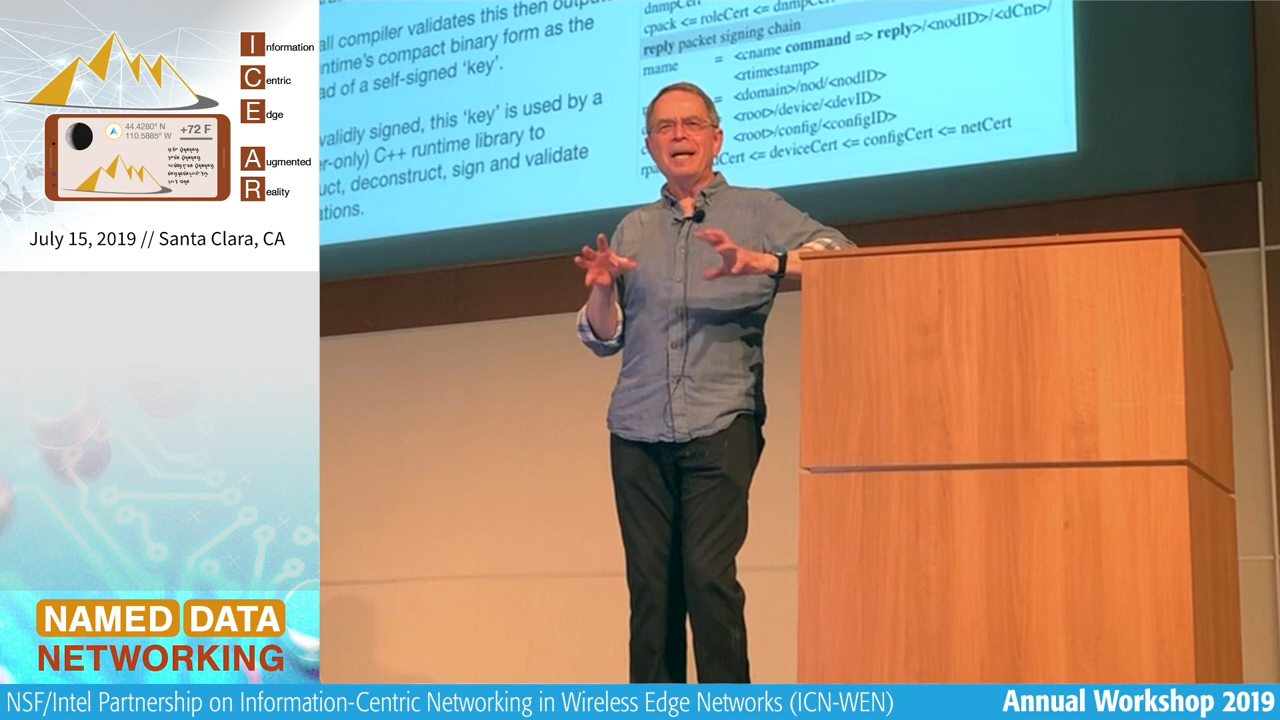 Information
Centric
Edge
Augmented
Reality
44.4280° N
110.5885° W
+72 F
July 15, 2019 // Santa Clara, CA
NAMED DATA
NETWORKING
all compiler validates this then outpu
ntime's compact binary form as the
ad of a self-signed 'key'.
validly signed, this 'key' is used by a
er-only) C++ runtime library to
uct, deconstruct, sign and validate
ations.
dnmpCert
cpack <= roleCert <= dnmpCert
reply packet signing chain
rname = <cname command => reply>/<nodID>/<dCnt>/
<rtimestamp>
= <domain>/nod/<nodID>
<root>/device/<devID>
<root>/config/<configID>
dCert <= deviceCert <= configCert <= netCert
NSF/Intel Partnership on Information-Centric Networking in Wireless Edge Networks (ICN-WEN)
Annual Workshop 2019